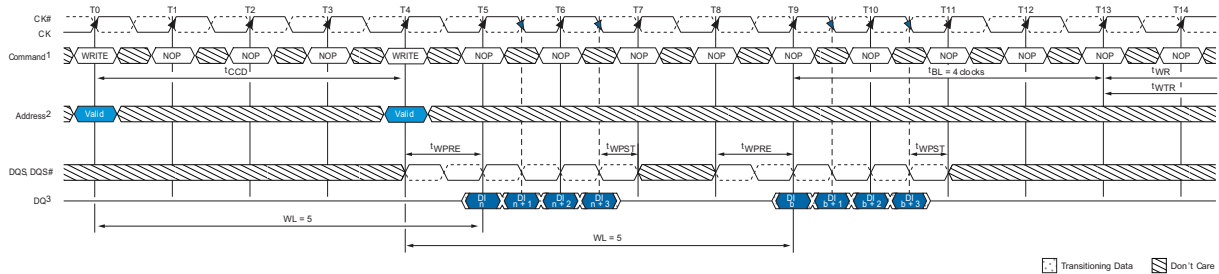 T0 T1 T2 T3 T4 T5 T6 T7 T8 T9 T10 T11 T12 T13 T14
CK#
CK
Command1 WRITE NOP NOP NOP WRITE NOP NOP NOP NOP NOP NOP NOP NOP NOP NOP
tCCD tBL = 4 clocks tWR
tWTR
Address2 Valid Valid
tWPRE tWPST tWPRE tWPST
DQS, DQS#
DQ3 DI n DI n + 1 DI n + 2 DI n + 3 DI b DI b + 1 DI b + 2 DI b + 3
WL = 5
WL = 5
Transitioning Data Don't Care